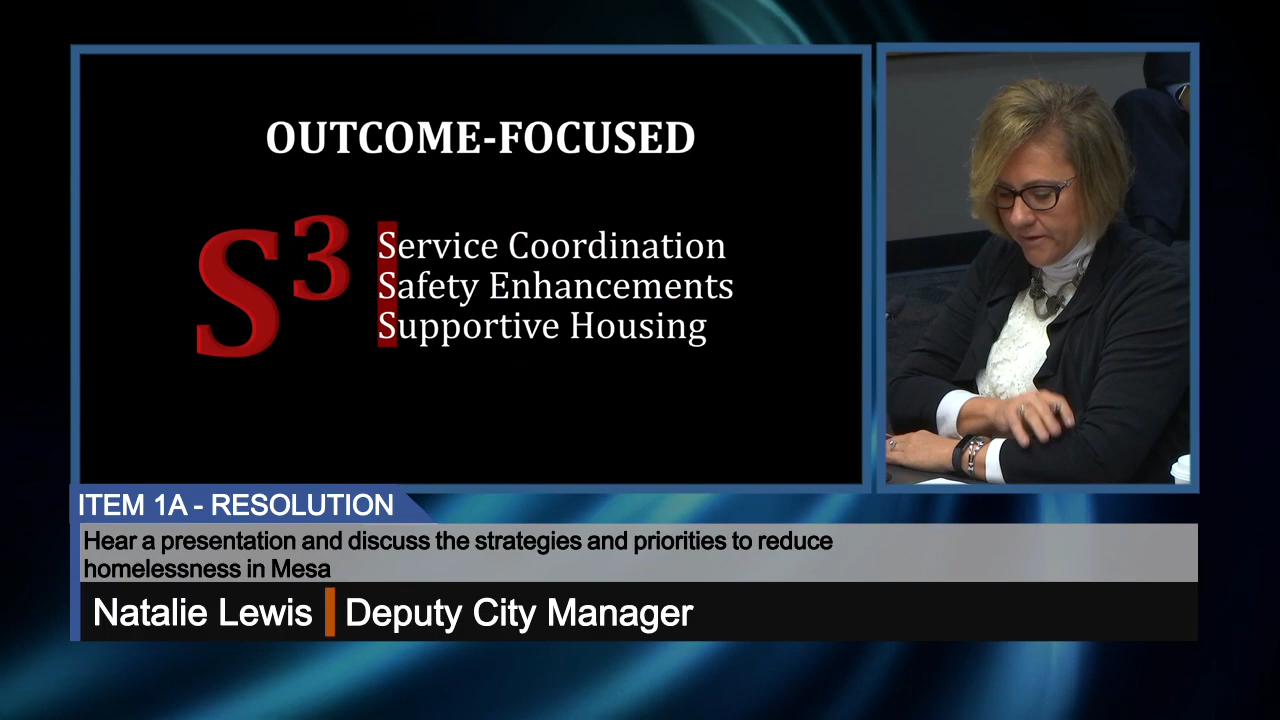 OUTCOME-FOCUSED
S³
Service Coordination
Safety Enhancements
Supportive Housing
ITEM 1A - RESOLUTION
Hear a presentation and discuss the strategies and priorities to reduce
homelessness in Mesa
Natalie Lewis Deputy City Manager